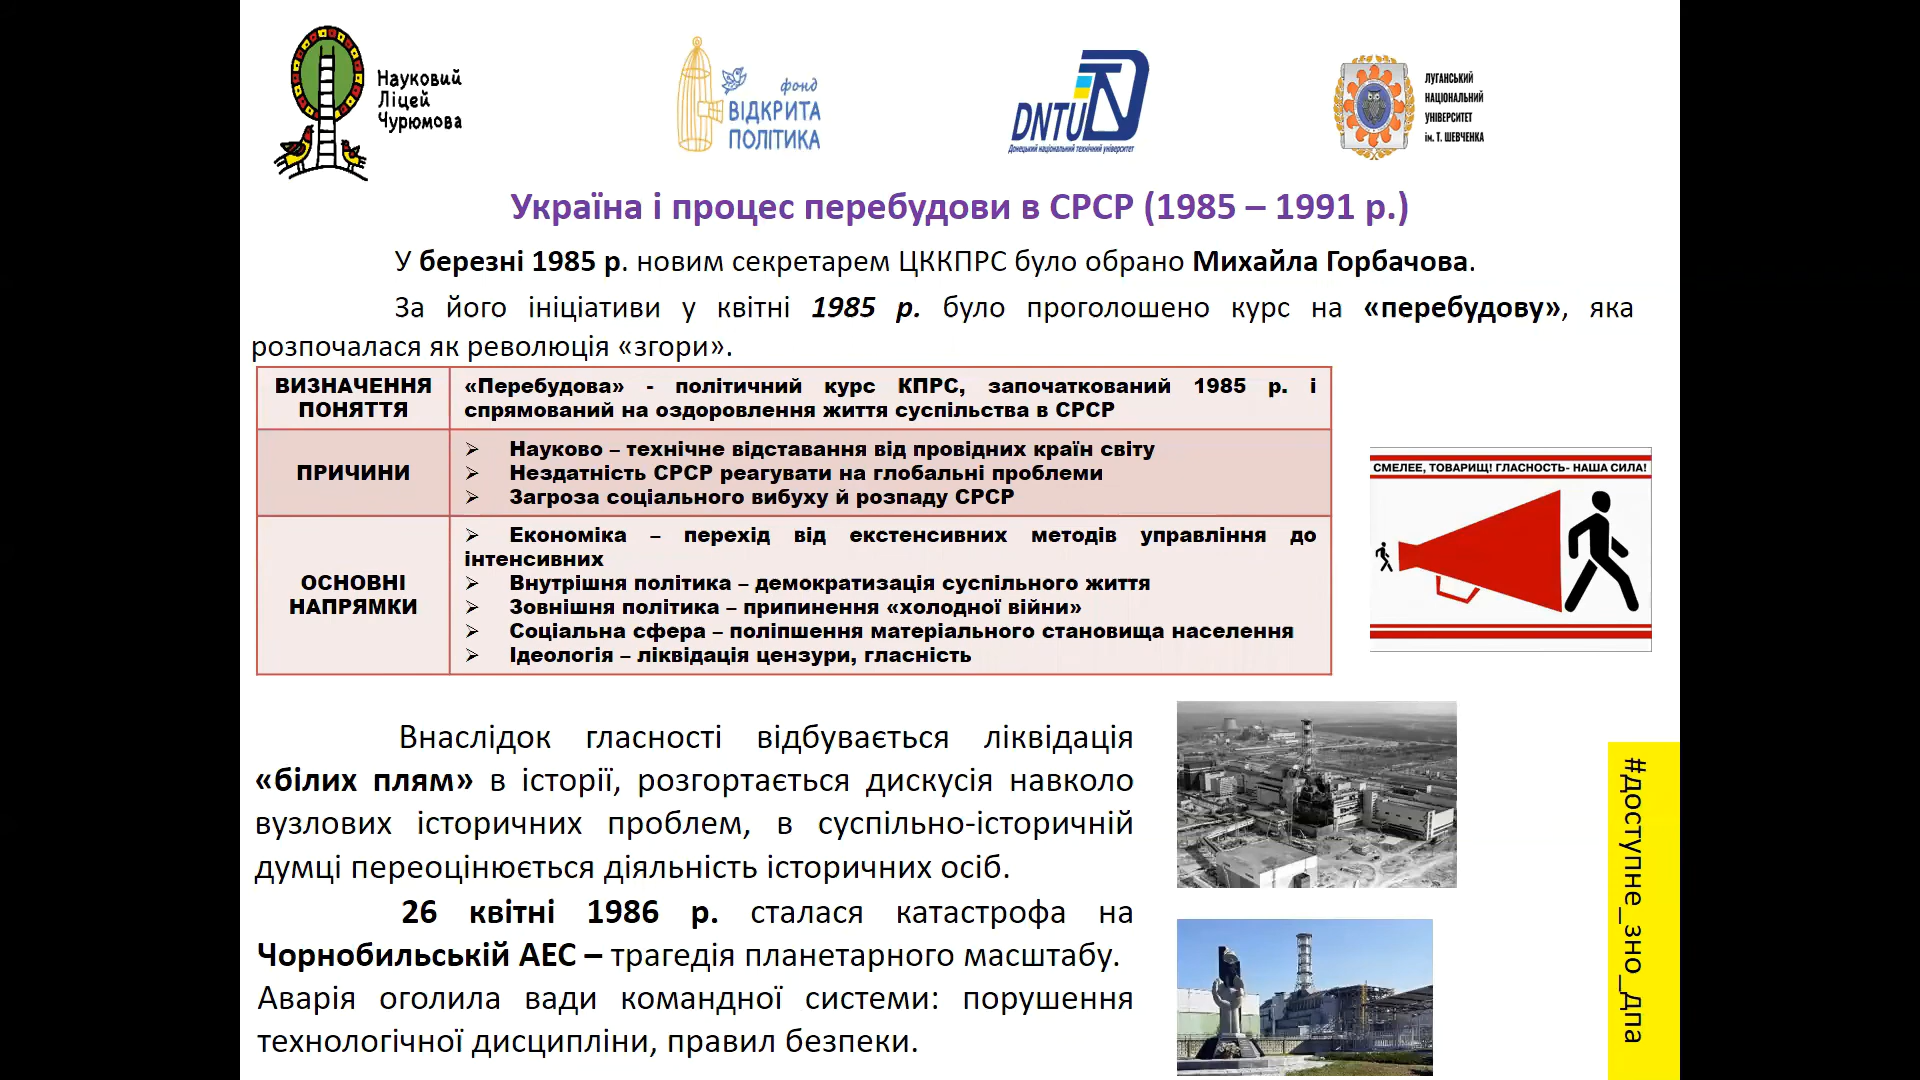 Науковий
Ліцей
Чурюмова
фонд
ВІДКРИТА
ПОЛІТИКА
DNTU
Донецький національний технічний університет
ЛУГАНСЬКИЙ
НАЦІОНАЛЬНИЙ
УНІВЕРСИТЕТ
ім. Т. ШЕВЧЕНКА
Україна і процес перебудови в СРСР (1985 – 1991 р.)
У березні 1985 р. новим секретарем ЦККПРС було обрано Михайла Горбачова.
За його ініціативи у квітні 1985 р. було проголошено курс на «перебудову», яка
розпочалася як революція «згори».
ВИЗНАЧЕННЯ
ПОНЯТТЯ
«Перебудова» - політичний курс КПРС, започаткований 1985 р. і
спрямований на оздоровлення життя суспільства в СРСР
ПРИЧИНИ
➢ Науково – технічне відставання від провідних країн світу
➢ Нездатність СРСР реагувати на глобальні проблеми
➢ Загроза соціального вибуху й розпаду СРСР
ОСНОВНІ
НАПРЯМКИ
➢ Економіка – перехід від екстенсивних методів управління до
інтенсивних
➢ Внутрішня політика – демократизація суспільного життя
➢ Зовнішня політика – припинення «холодної війни»
➢ Соціальна сфера – поліпшення матеріального становища населення
➢ Ідеологія – ліквідація цензури, гласність
СМЕЛЕЕ, ТОВАРИЩ! ГЛАСНОСТЬ- НАША СИЛА!
Внаслідок гласності відбувається ліквідація
«білих плям» в історії, розгортається дискусія навколо
вузлових історичних проблем, в суспільно-історичній
думці переоцінюється діяльність історичних осіб.
26 квітні 1986 р. сталася катастрофа на
Чорнобильській АЕС – трагедія планетарного масштабу.
Аварія оголила вади командної системи: порушення
технологічної дисципліни, правил безпеки.
#доступне_зно_дпа